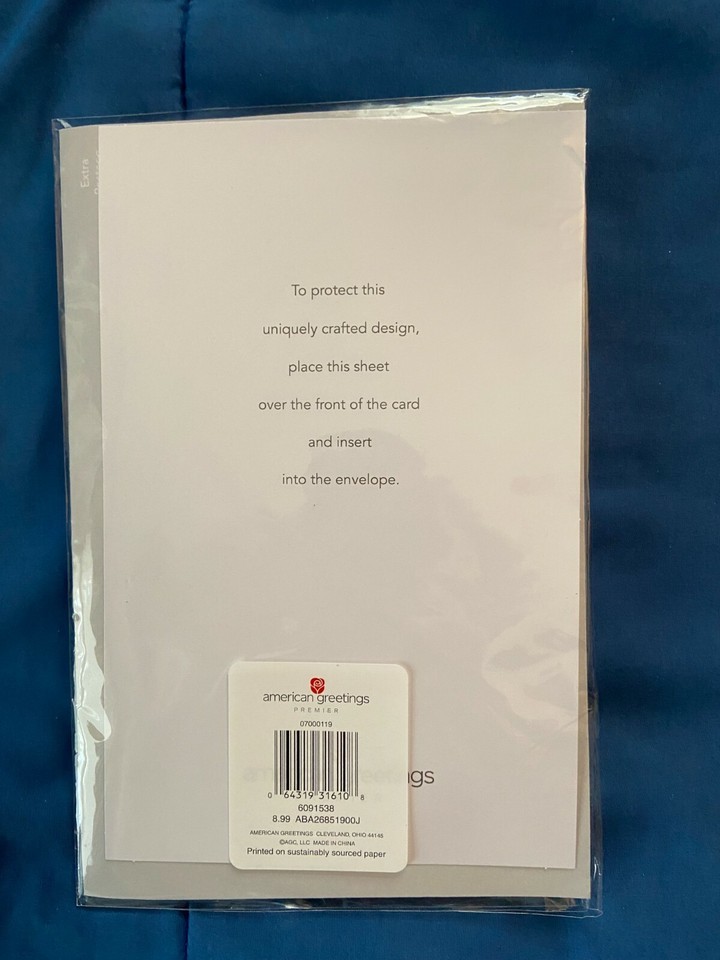 Extra
To protect this
uniquely crafted design,
place this sheet
over the front of the card
and insert
into the envelope.
american greetings
PREMIER
07000119
0 64319 31610 8
6091538
8.99 ABA26851900J
AMERICAN GREETINGS CLEVELAND, OHIO 44145
©AGC, LLC MADE IN CHINA
Printed on sustainably sourced paper